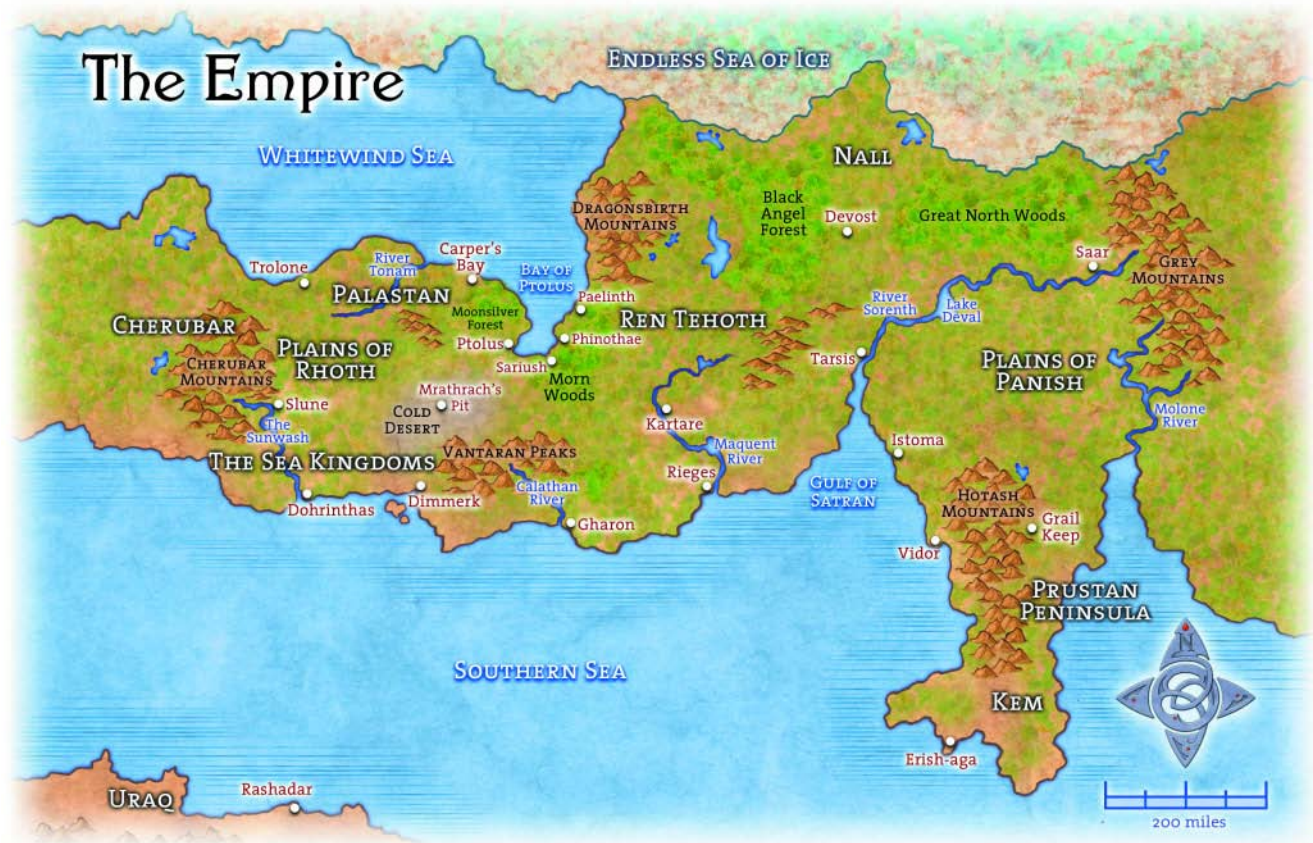 The Empire
Endless Sea of Ice
Whitewind Sea
Nall
Dragonsbirth
Mountains
Black
Angel
Forest
Devost
Great North Woods
Saar
Grey
Mountains
Trolone
River
Tonam
Carper's
Bay
Bay of
Ptolus
Palastan
Paelinth
Moonsilver
Forest
Ren Tehoth
River
Sorenth
Lake
Deval
Cherubar
Plains of
Rhoth
Ptolus
Phinothae
Sariush
Morn
Woods
Tarsis
Plains of
Panish
Cherubar
Mountains
Mrathrach's
Pit
Cold
Desert
Slune
The
Sunwash
Kartare
Molone
River
The Sea Kingdoms
Vantaran Peaks
Maquent
River
Istoma
Rieges
Gulf of
Satran
Dohrinthas
Dimmerk
Calathan
River
Gharon
Hotash
Mountains
Grail
Keep
Vidor
Prustan
Peninsula
Southern Sea
N
Kem
Erish-aga
Uraq
Rashadar
200 miles